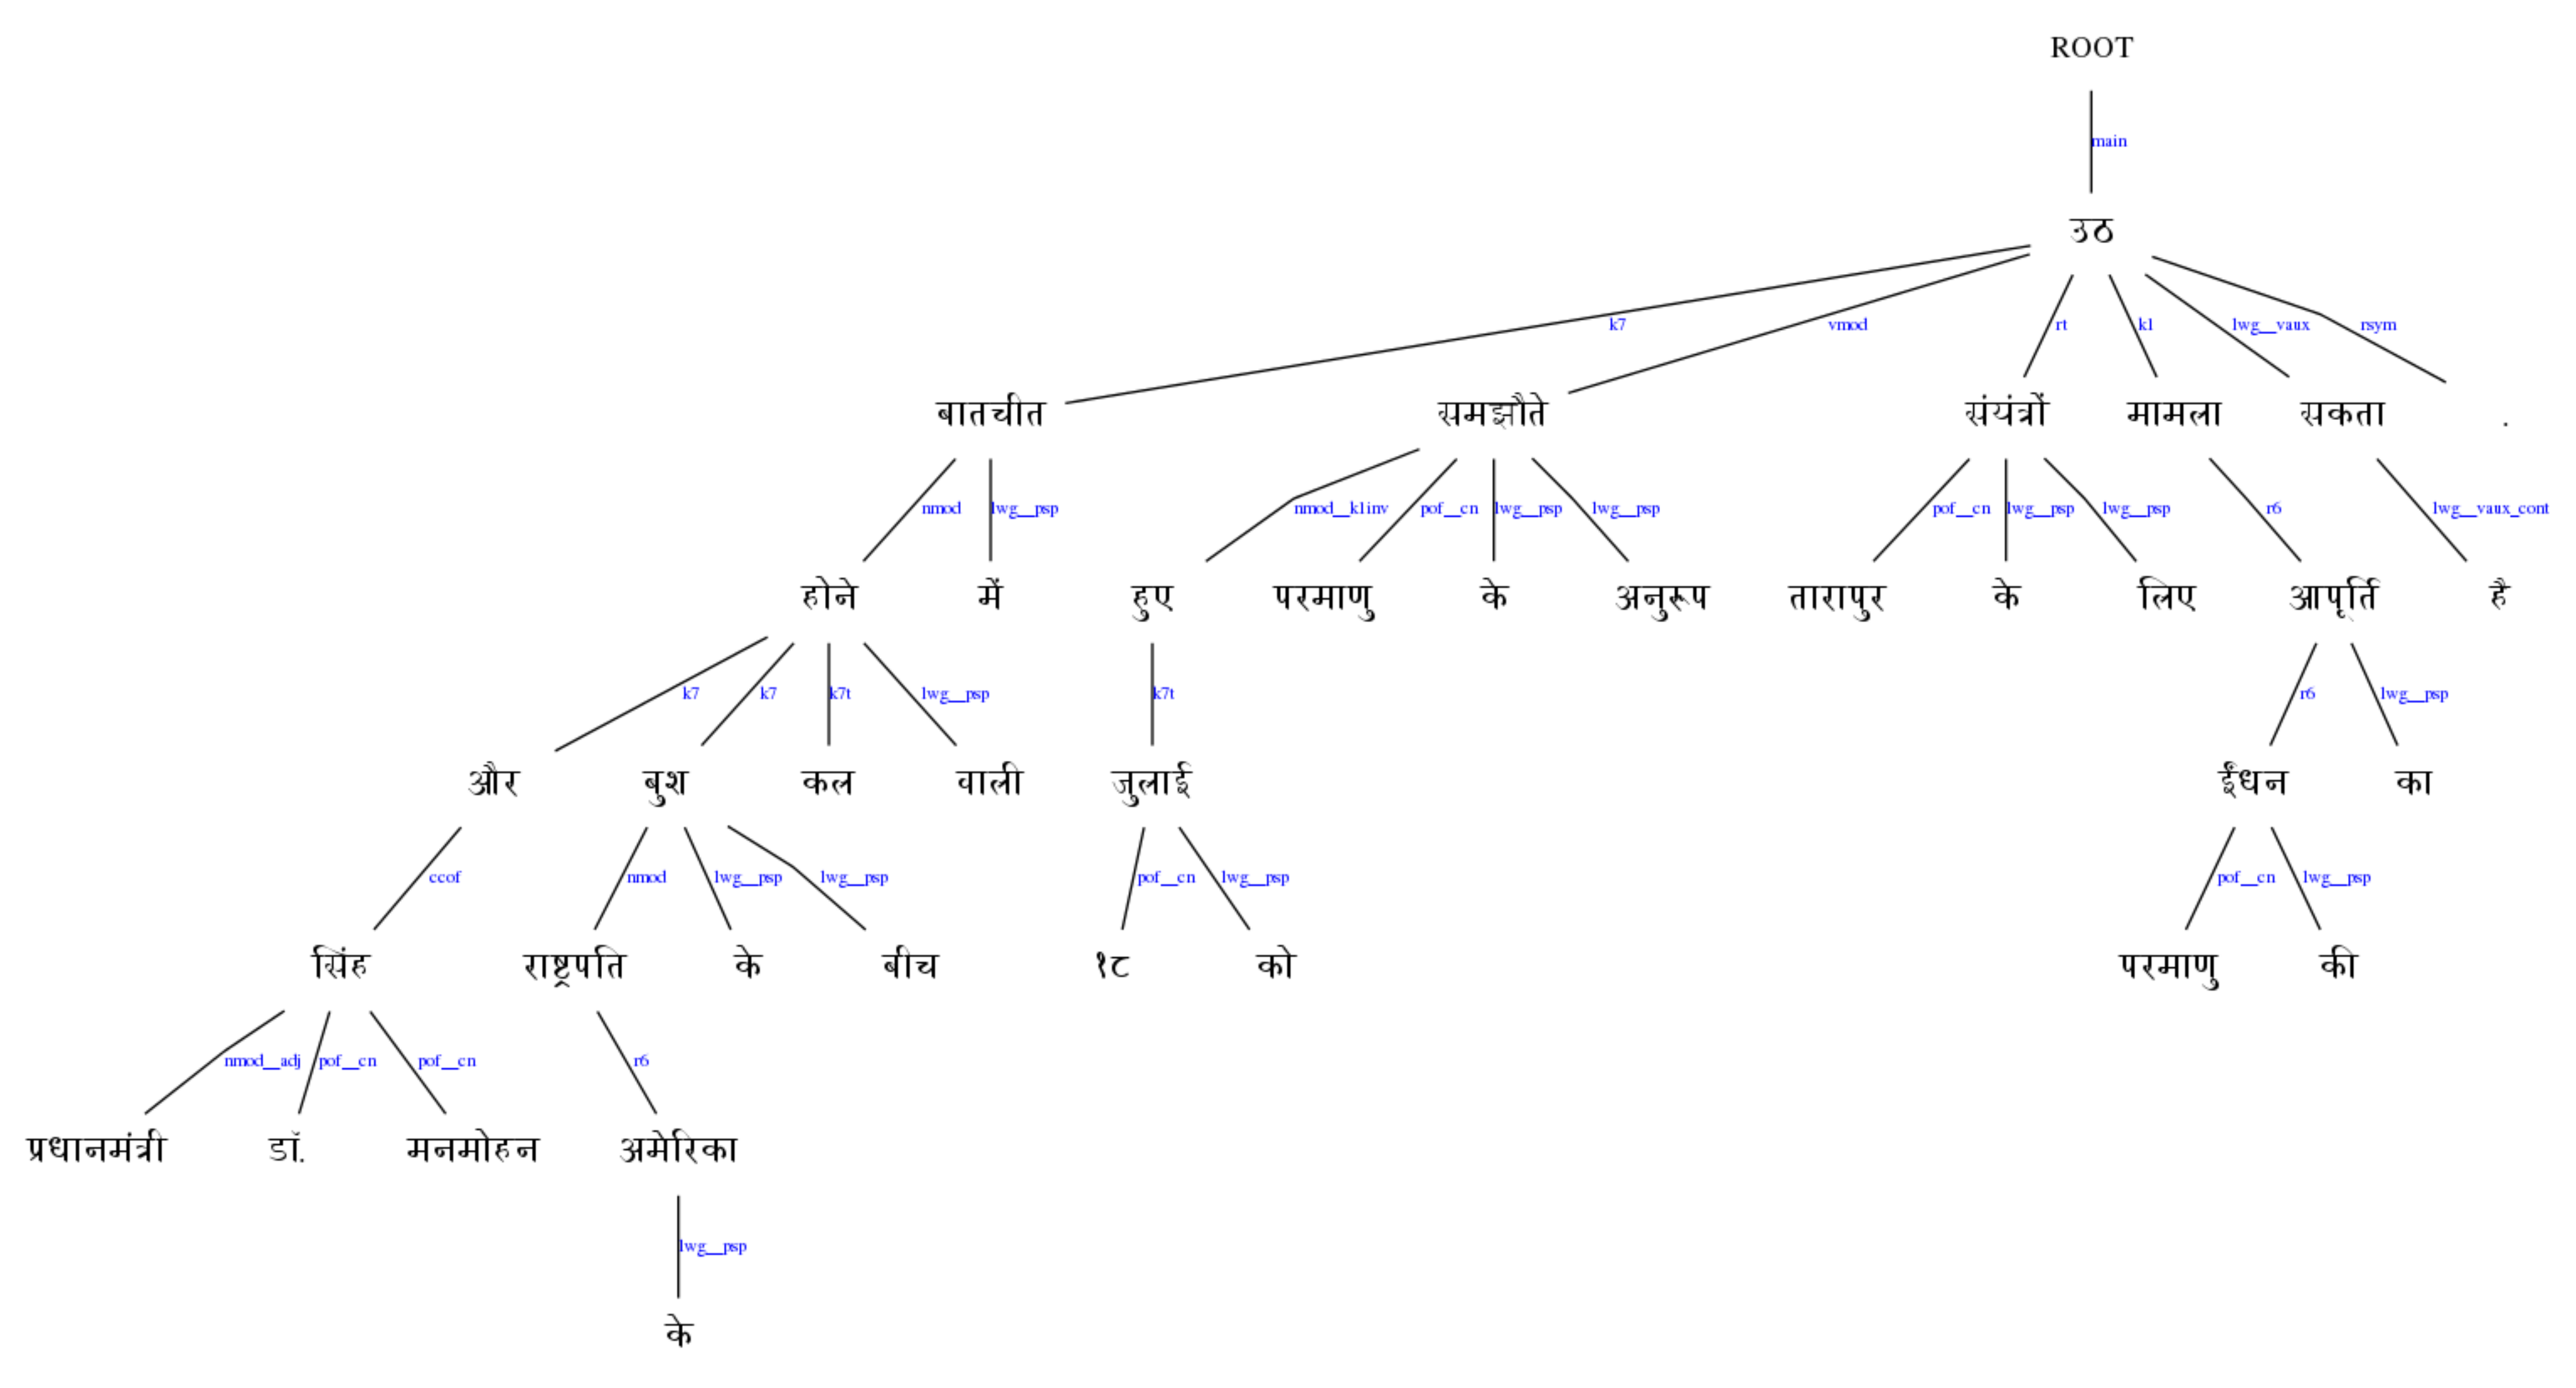 ROOT
main
उठ
k7 vmod rt k1 lwg__vaux rsym
बातचीत समझौते संयंत्रों मामला सकता .
nmod lwg__psp nmod__k1inv pof__cn lwg__psp lwg__psp pof__cn lwg__psp lwg__psp r6 lwg__vaux_cont
होने में हुए परमाणु के अनुरूप तारापुर के लिए आपूर्ति है
k7 k7 k7t lwg__psp k7t r6 lwg__psp
और बुश कल वाली जुलाई ईंधन का
ccof nmod lwg__psp lwg__psp pof__cn lwg__psp pof__cn lwg__psp
सिंह राष्ट्रपति के बीच १८ को परमाणु की
nmod__adj pof__cn pof__cn r6
प्रधानमंत्री डॉ. मनमोहन अमेरिका
lwg__psp
के